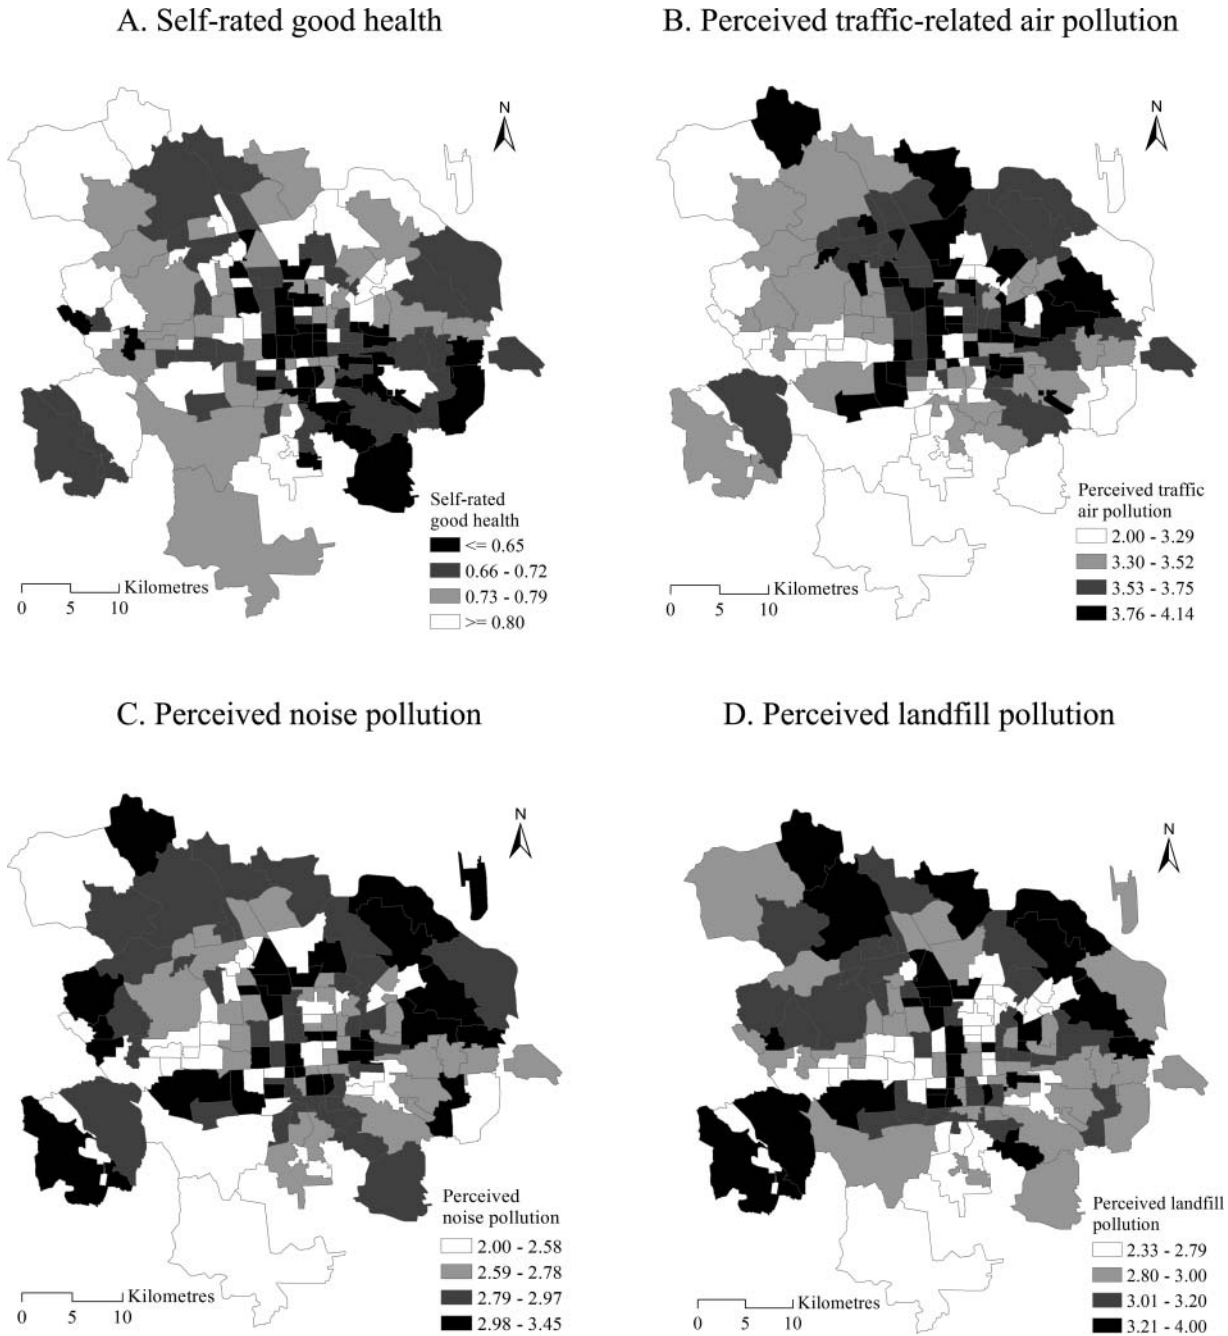 A. Self-rated good health
N
Self-rated
good health
<= 0.65
0.66 - 0.72
0.73 - 0.79
>= 0.80
Kilometres
0 5 10
B. Perceived traffic-related air pollution
N
Perceived traffic
air pollution
2.00 - 3.29
3.30 - 3.52
3.53 - 3.75
3.76 - 4.14
Kilometres
0 5 10
C. Perceived noise pollution
N
Perceived
noise pollution
2.00 - 2.58
2.59 - 2.78
2.79 - 2.97
2.98 - 3.45
Kilometres
0 5 10
D. Perceived landfill pollution
N
Perceived landfill
pollution
2.33 - 2.79
2.80 - 3.00
3.01 - 3.20
3.21 - 4.00
Kilometres
0 5 10